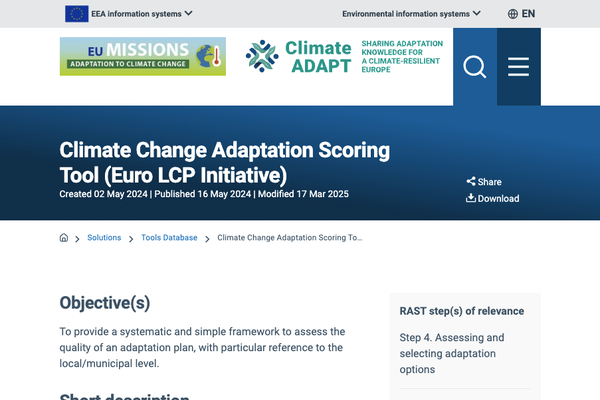 EEA information systems
Environmental information systems
EN
EU MISSIONS
ADAPTATION TO CLIMATE CHANGE
Climate
ADAPT
SHARING ADAPTATION
KNOWLEDGE FOR
A CLIMATE-RESILIENT
EUROPE
Climate Change Adaptation Scoring
Tool (Euro LCP Initiative)
Created 02 May 2024 | Published 16 May 2024 | Modified 17 Mar 2025
Share
Download
Solutions
Tools Database
Climate Change Adaptation Scoring To...
Objective(s)
To provide a systematic and simple framework to assess the
quality of an adaptation plan, with particular reference to the
local/municipal level.
Short description
RAST step(s) of relevance
Step 4. Assessing and
selecting adaptation
options